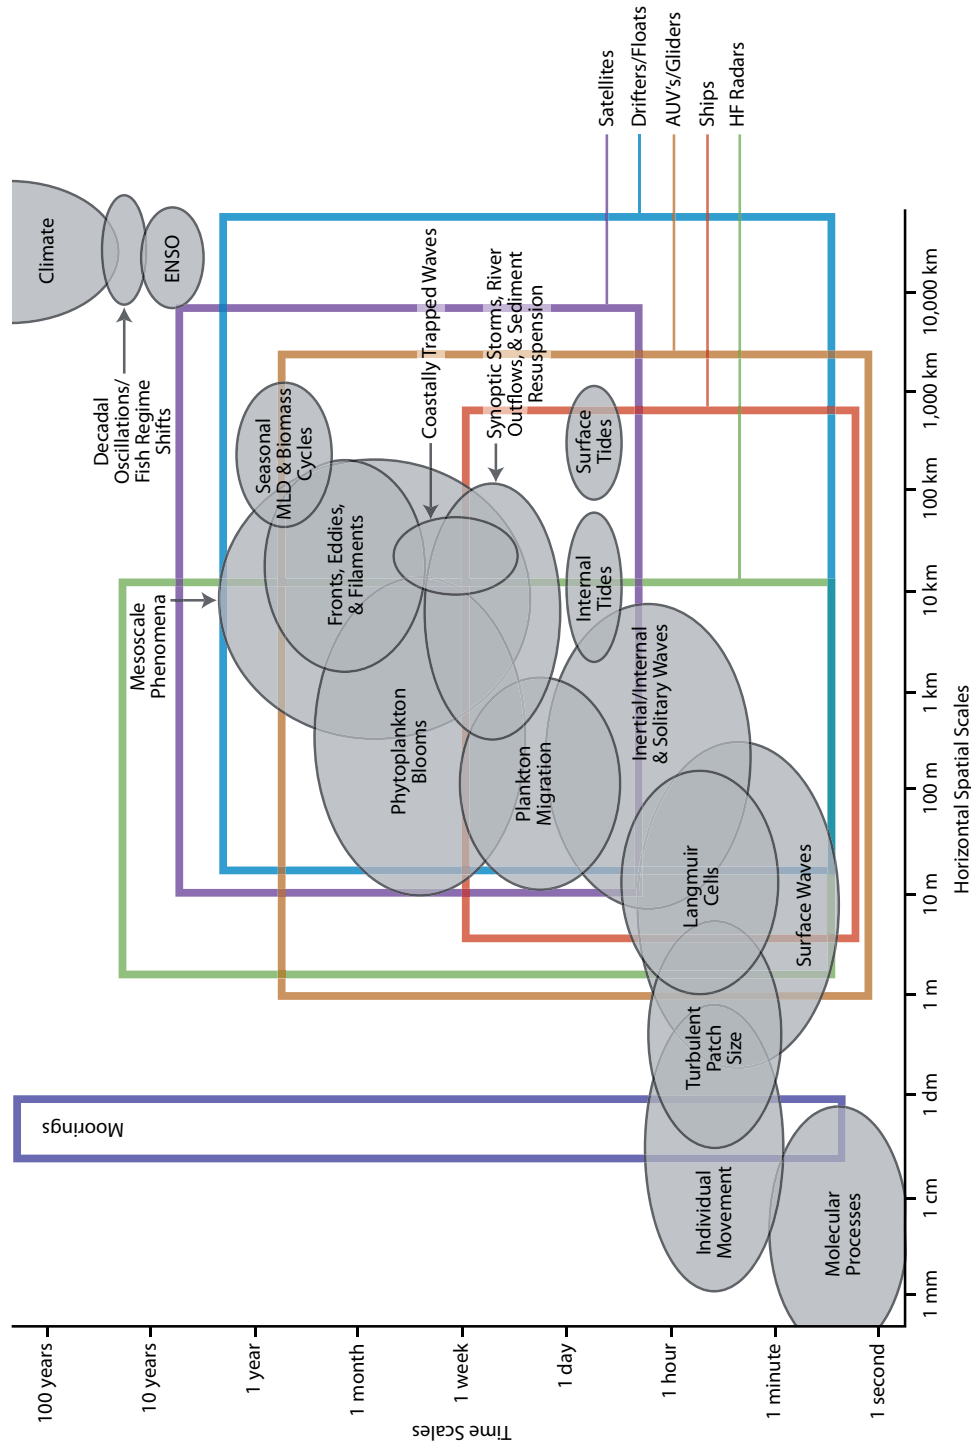 Climate
ENSO
Decadal
Oscillations/
Fish Regime
Shifts
Seasonal
MLD & Biomass
Cycles
Mesoscale
Phenomena
Fronts, Eddies,
& Filaments
Coastally Trapped Waves
Synoptic Storms, River
Outflows, & Sediment
Resuspension
Phytoplankton
Blooms
Plankton
Migration
Surface
Tides
Internal
Tides
Inertial/Internal
& Solitary Waves
Langmuir
Cells
Surface Waves
Turbulent
Patch
Size
Individual
Movement
Molecular
Processes
Moorings
Satellites
Drifters/Floats
AUV's/Gliders
Ships
HF Radars
Time Scales
100 years
10 years
1 year
1 month
1 week
1 day
1 hour
1 minute
1 second
1 mm
1 cm
1 dm
1 m
10 m
100 m
1 km
10 km
100 km
1,000 km
10,000 km
Horizontal Spatial Scales